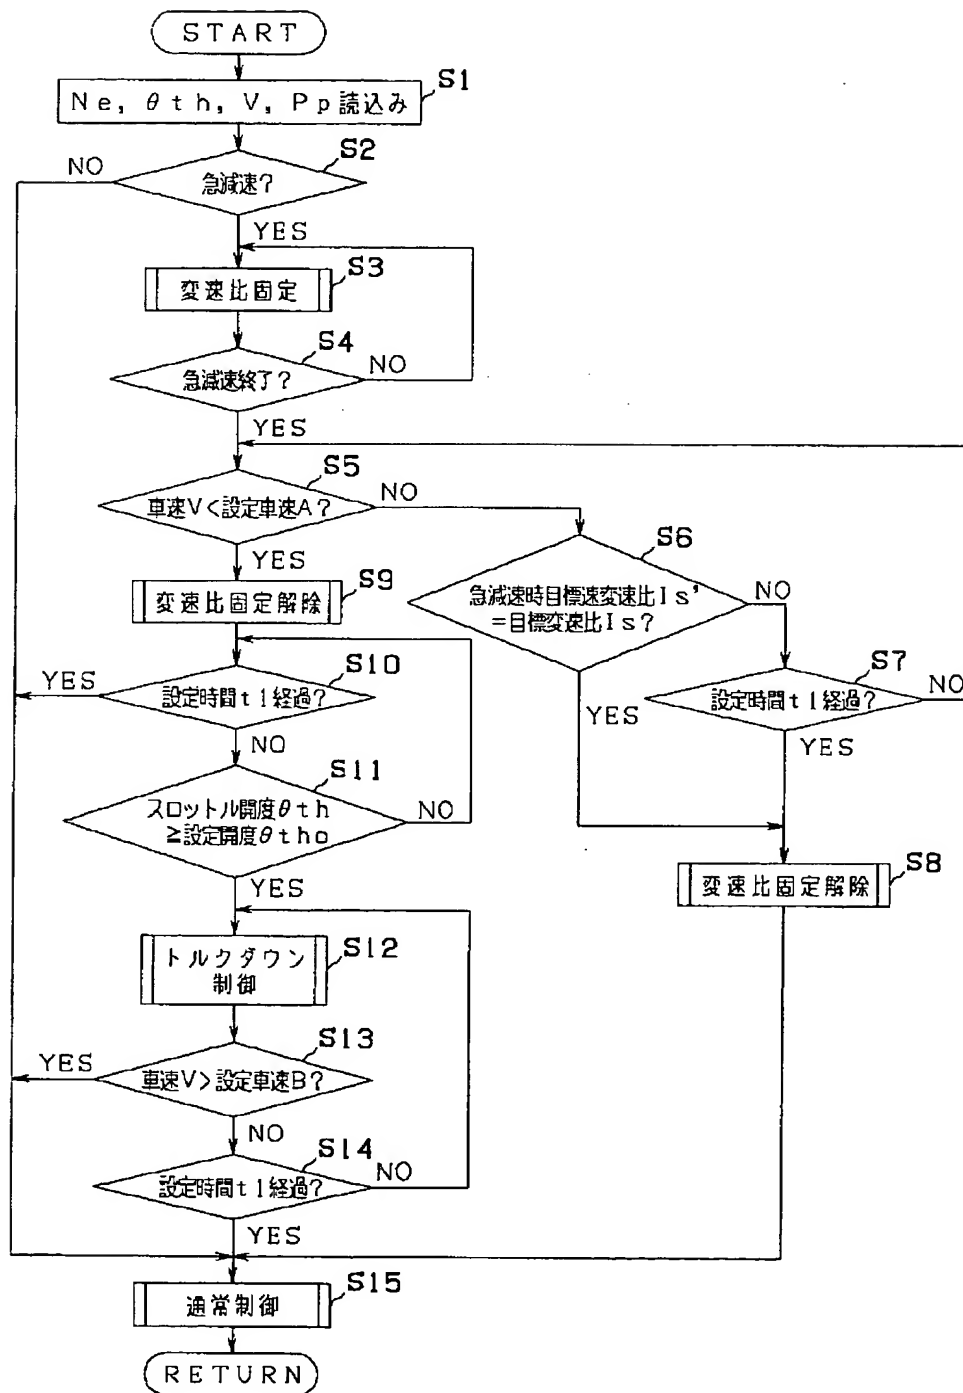 START
S1
Ne, θth, V, Pp読込み
S2
NO
急減速?
YES
S3
変速比固定
S4
NO
急減速終了?
YES
S5
NO
車速V<設定車速A?
YES
S6
NO
急減速時目標速変速比Is'
=目標変速比Is?
YES
S9
変速比固定解除
S10
YES
設定時間t1経過?
NO
S7
NO
設定時間t1経過?
YES
S11
スロットル開度θth
≧設定開度θtho
NO
YES
S8
変速比固定解除
S12
トルクダウン
制御
S13
YES
車速V>設定車速B?
NO
S14
NO
設定時間t1経過?
YES
S15
通常制御
RETURN